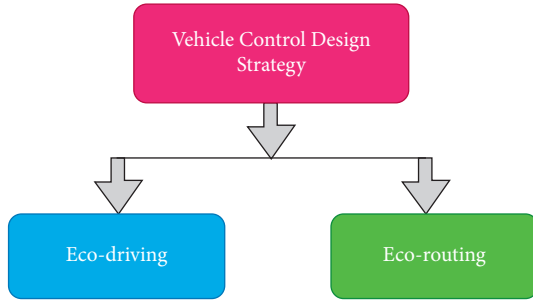 Vehicle Control Design
Strategy
Eco-driving
Eco-routing